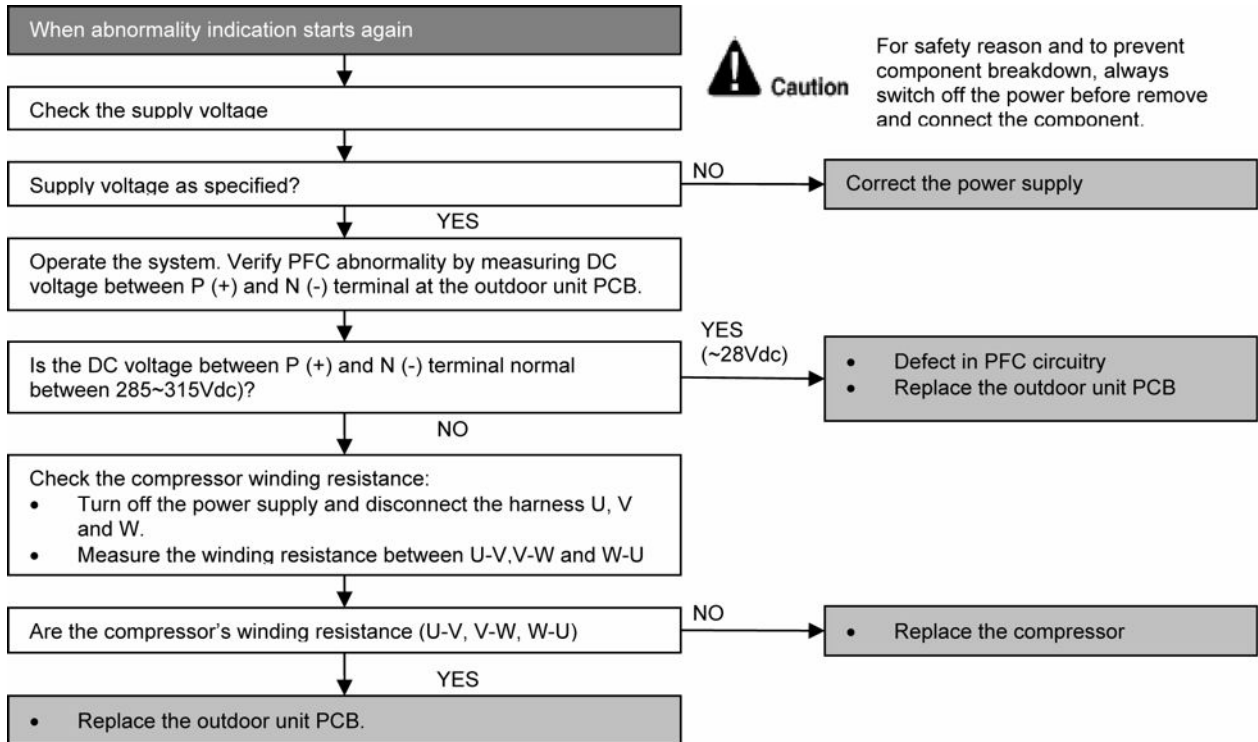 When abnormality indication starts again
Caution
For safety reason and to prevent
component breakdown, always
switch off the power before remove
and connect the component.
Check the supply voltage
Supply voltage as specified?
NO
Correct the power supply
YES
Operate the system. Verify PFC abnormality by measuring DC
voltage between P (+) and N (-) terminal at the outdoor unit PCB.
Is the DC voltage between P (+) and N (-) terminal normal
between 285~315Vdc)?
YES
(~28Vdc)
• Defect in PFC circuitry
• Replace the outdoor unit PCB
NO
Check the compressor winding resistance:
• Turn off the power supply and disconnect the harness U, V
and W.
• Measure the winding resistance between U-V,V-W and W-U
Are the compressor’s winding resistance (U-V, V-W, W-U)
NO
• Replace the compressor
YES
• Replace the outdoor unit PCB.